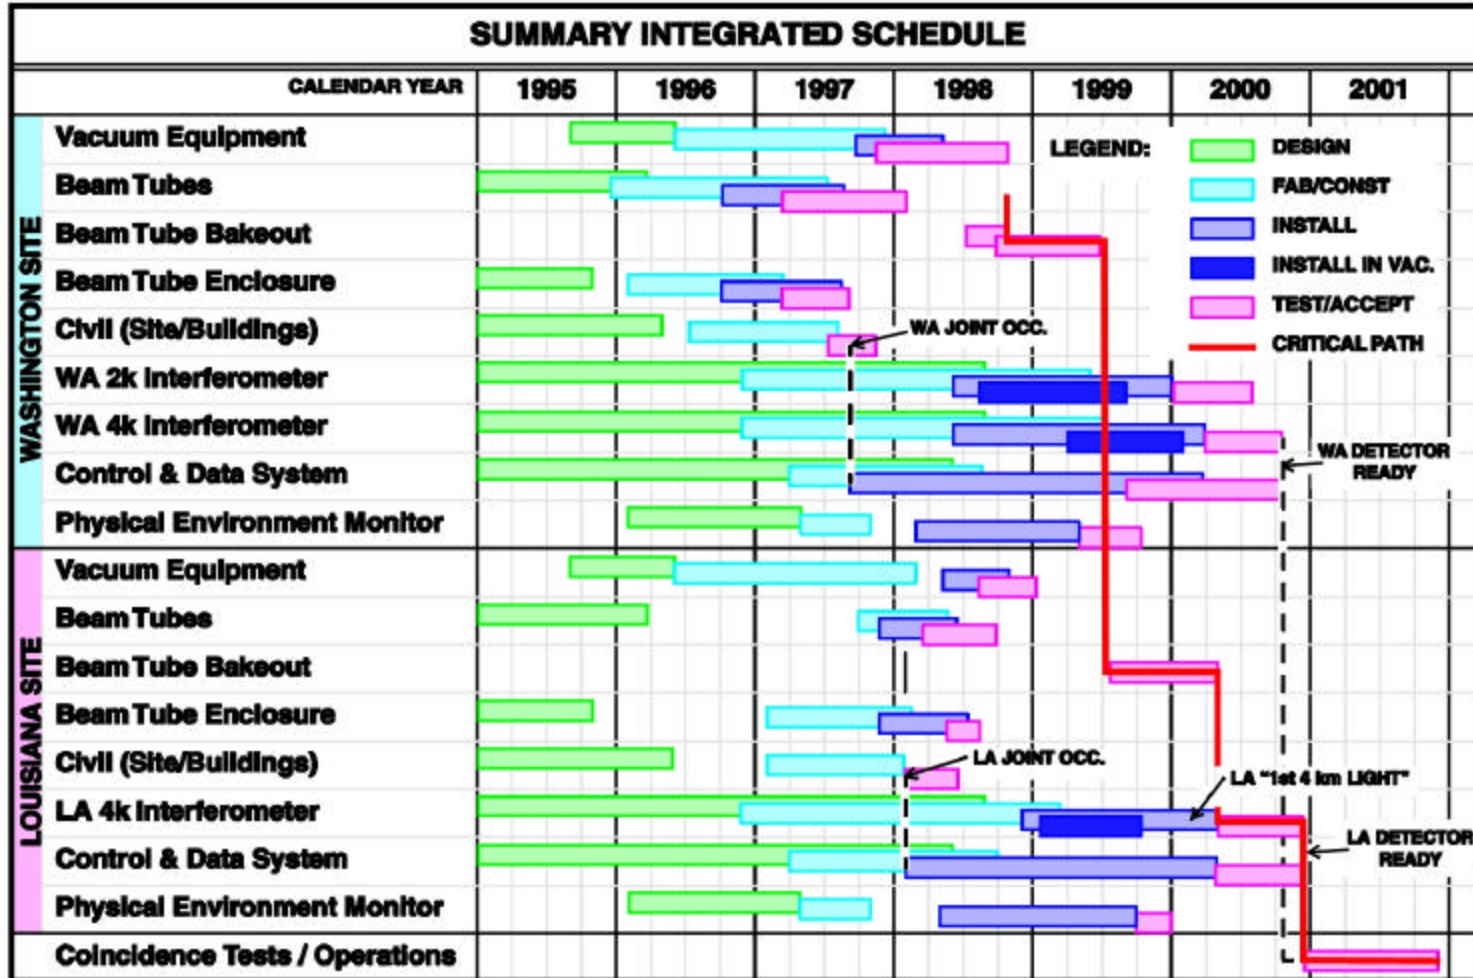 SUMMARY INTEGRATED SCHEDULE
CALENDAR YEAR 1995 1996 1997 1998 1999 2000 2001
WASHINGTON SITE
Vacuum Equipment
Beam Tubes
Beam Tube Bakeout
Beam Tube Enclosure
Civil (Site/Buildings)
WA 2k Interferometer
WA 4k Interferometer
Control & Data System
Physical Environment Monitor
LEGEND:
DESIGN
FAB/CONST
INSTALL
INSTALL IN VAC.
TEST/ACCEPT
CRITICAL PATH
WA JOINT OCC.
WA DETECTOR
READY
LOUISIANA SITE
Vacuum Equipment
Beam Tubes
Beam Tube Bakeout
Beam Tube Enclosure
Civil (Site/Buildings)
LA 4k Interferometer
Control & Data System
Physical Environment Monitor
LA JOINT OCC.
LA "1st 4 km LIGHT"
LA DETECTOR
READY
Coincidence Tests / Operations